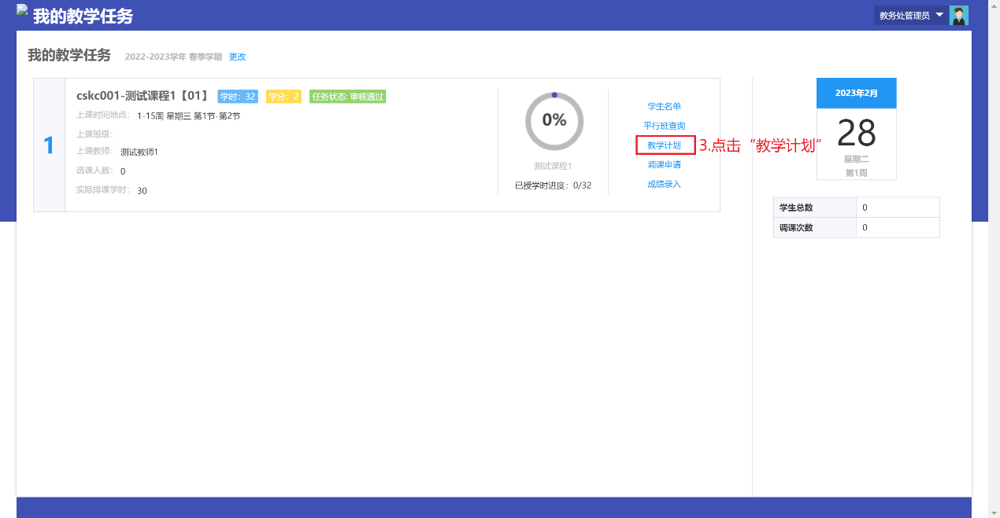 我的教学任务
教务处管理员
我的教学任务 2022-2023学年 春季学期 更改
1
cskc001-测试课程1【01】 学时：32 学分：2 任务状态: 审核通过
上课时间地点： 1-15周 星期三 第1节-第2节
上课班级：
上课教师： 测试教师1
选课人数： 0
实际排课学时： 30
0%
测试课程1
已授学时进度：0/32
学生名单
平行班查询
教学计划
3.点击“教学计划”
调课申请
成绩录入
2023年2月
28
星期二
第1周
学生总数 0
调课次数 0